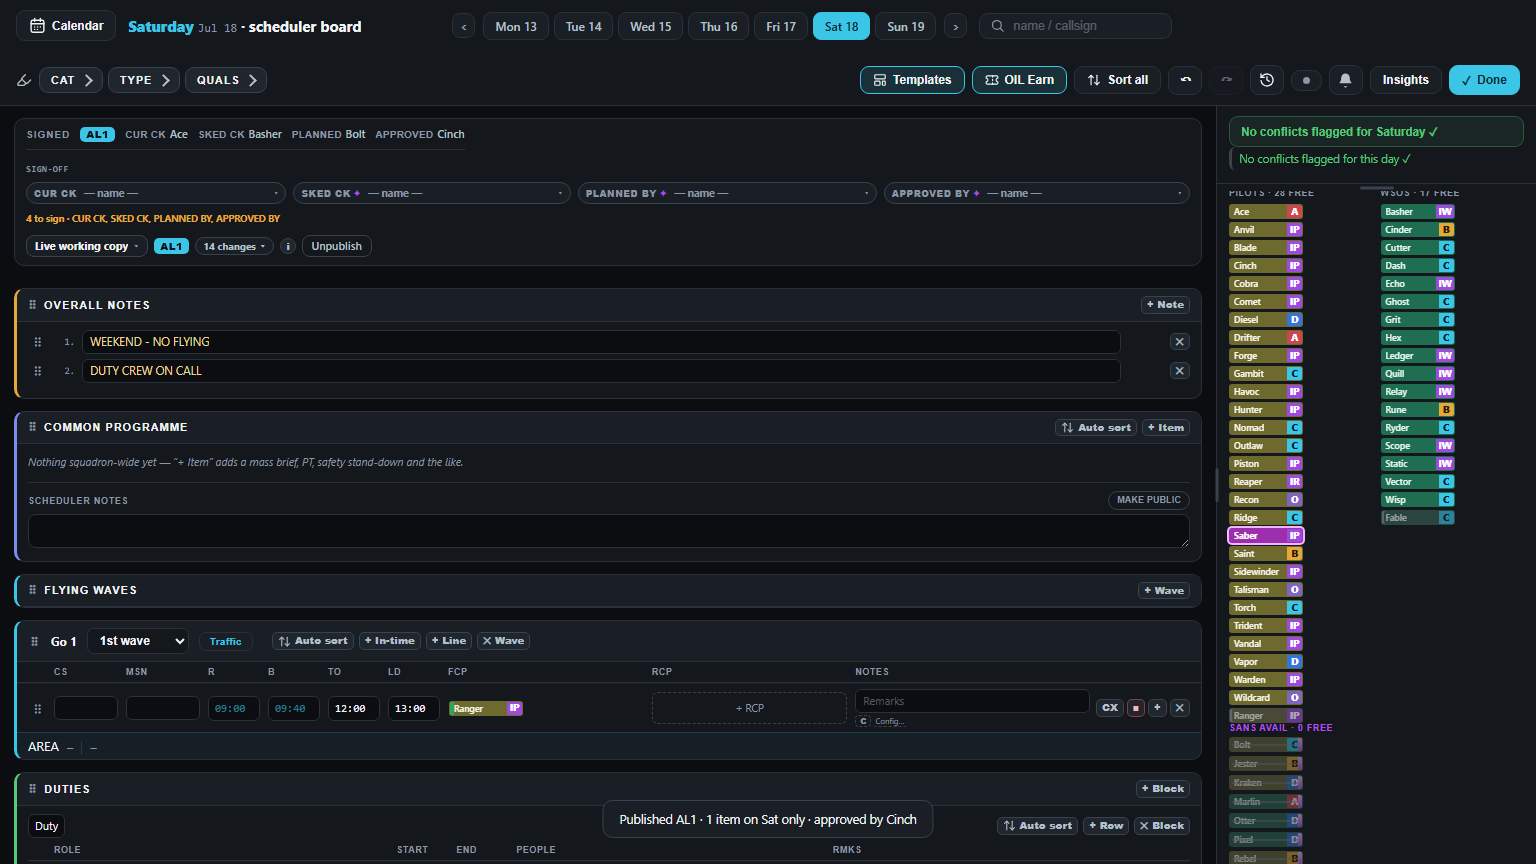 Calendar
Saturday Jul 18 · scheduler board
‹ Mon 13 Tue 14 Wed 15 Thu 16 Fri 17 Sat 18 Sun 19 ›
name / callsign
CAT TYPE QUALS
Templates OIL Earn Sort all Insights ✓ Done
SIGNED AL1 CUR CK Ace SKED CK Basher PLANNED Bolt APPROVED Cinch
SIGN-OFF
CUR CK — name — SKED CK ✦ — name — PLANNED BY ✦ — name — APPROVED BY ✦ — name —
4 to sign · CUR CK, SKED CK, PLANNED BY, APPROVED BY
Live working copy AL1 14 changes i Unpublish
OVERALL NOTES + Note
1. WEEKEND - NO FLYING ✕
2. DUTY CREW ON CALL ✕
COMMON PROGRAMME Auto sort + Item
Nothing squadron-wide yet — "+ Item" adds a mass brief, PT, safety stand-down and the like.
SCHEDULER NOTES MAKE PUBLIC
FLYING WAVES + Wave
Go 1 1st wave Traffic Auto sort + In-time + Line ✕ Wave
CS MSN R B TO LD FCP RCP NOTES
09:00 09:40 12:00 13:00 Ranger IP + RCP Remarks CX + ✕
C Config...
AREA – –
DUTIES + Block
Duty Auto sort + Row ✕ Block
ROLE START END PEOPLE RMKS
Published AL1 · 1 item on Sat only · approved by Cinch
No conflicts flagged for Saturday ✓
No conflicts flagged for this day ✓
PILOTS · 28 FREE
Ace A
Anvil IP
Blade IP
Cinch IP
Cobra IP
Comet IP
Diesel D
Drifter A
Forge IP
Gambit C
Havoc IP
Hunter IP
Nomad C
Outlaw C
Piston IP
Reaper IR
Recon O
Ridge C
Saber IP
Saint B
Sidewinder IP
Talisman O
Torch C
Trident IP
Vandal IP
Vapor D
Warden IP
Wildcard O
Ranger IP
WSOS · 17 FREE
Basher IW
Cinder B
Cutter C
Dash C
Echo IW
Ghost C
Grit C
Hex C
Ledger IW
Quill IW
Relay IW
Rune B
Ryder C
Scope IW
Static IW
Vector C
Wisp C
Fable C
SANS AVAIL · 0 FREE
Bolt C
Jester B
Kraken D
Marlin A
Otter D
Pixel D
Rebel B